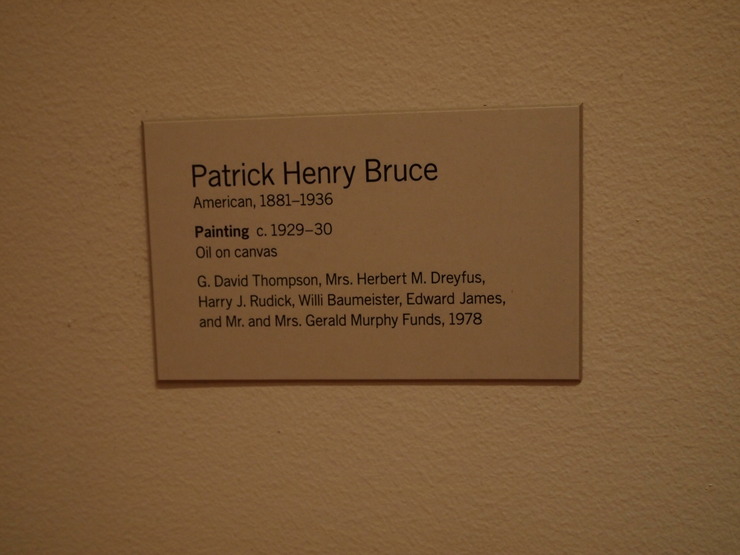 Patrick Henry Bruce
American, 1881–1936
Painting c. 1929–30
Oil on canvas
G. David Thompson, Mrs. Herbert M. Dreyfus,
Harry J. Rudick, Willi Baumeister, Edward James,
and Mr. and Mrs. Gerald Murphy Funds, 1978